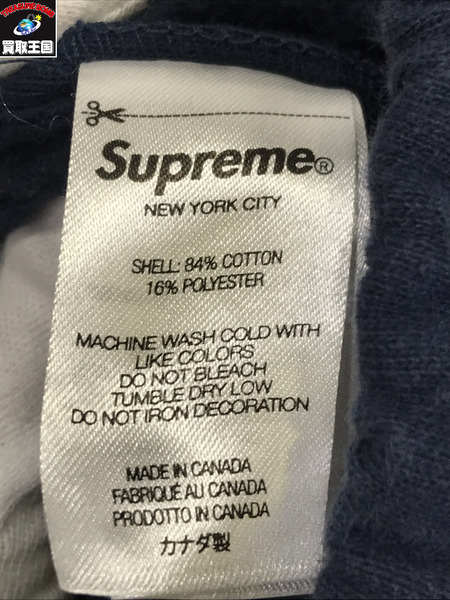 買取王国
Supreme®
NEW YORK CITY
SHELL: 84% COTTON
16% POLYESTER
MACHINE WASH COLD WITH
LIKE COLORS
DO NOT BLEACH
TUMBLE DRY LOW
DO NOT IRON DECORATION
MADE IN CANADA
FABRIQUÉ AU CANADA
PRODOTTO IN CANADA
カナダ製